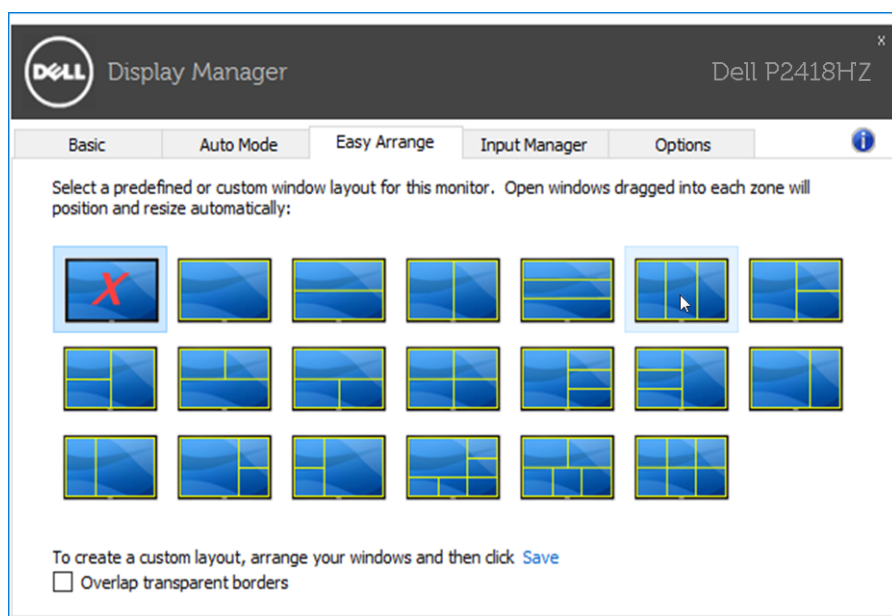 DELL Display Manager
x
Dell P2418HZ
Basic Auto Mode Easy Arrange Input Manager Options
Select a predefined or custom window layout for this monitor. Open windows dragged into each zone will
position and resize automatically:
X
To create a custom layout, arrange your windows and then click Save
Overlap transparent borders